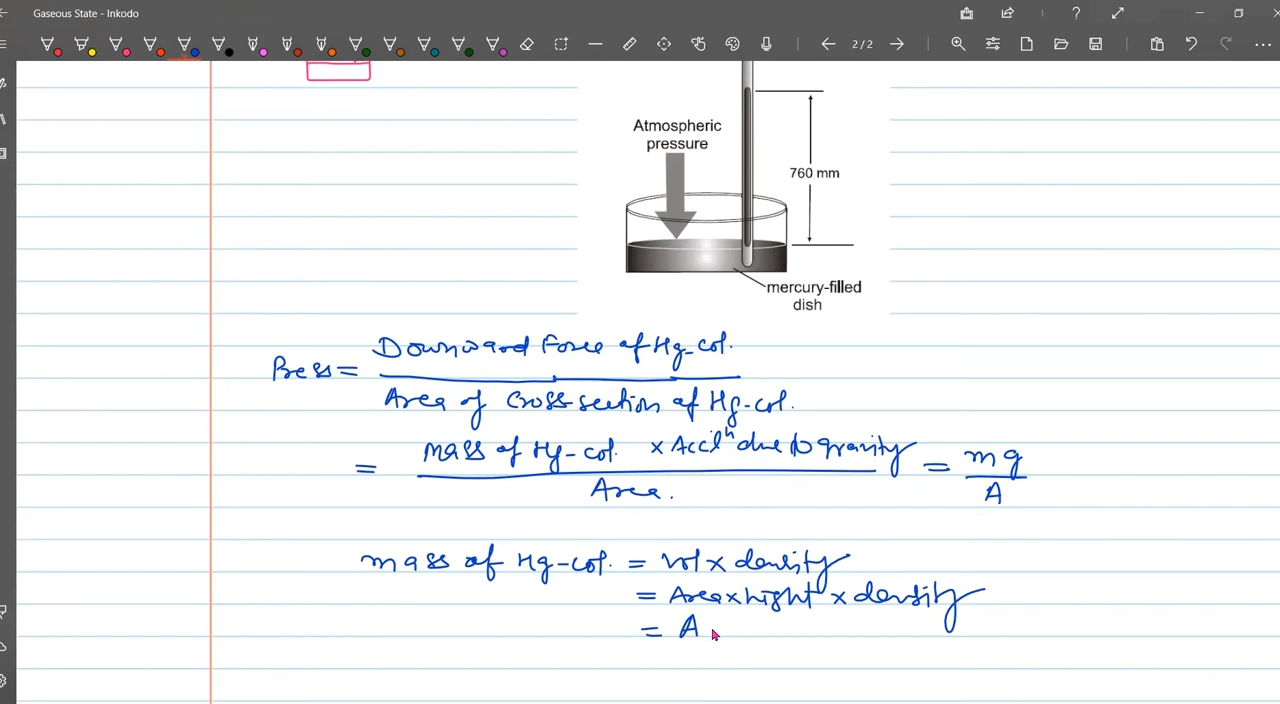 Gaseous State - Inkodo
2/2
Atmospheric
pressure
760 mm
mercury-filled
dish
Press = Downward Force of Hg-col.
Area of Cross-section of Hg-col.
= Mass of Hg-col. x Acclⁿ due to gravity = mg
Area. A
mass of Hg-col. = vol x density
= Area x hight x density
= A